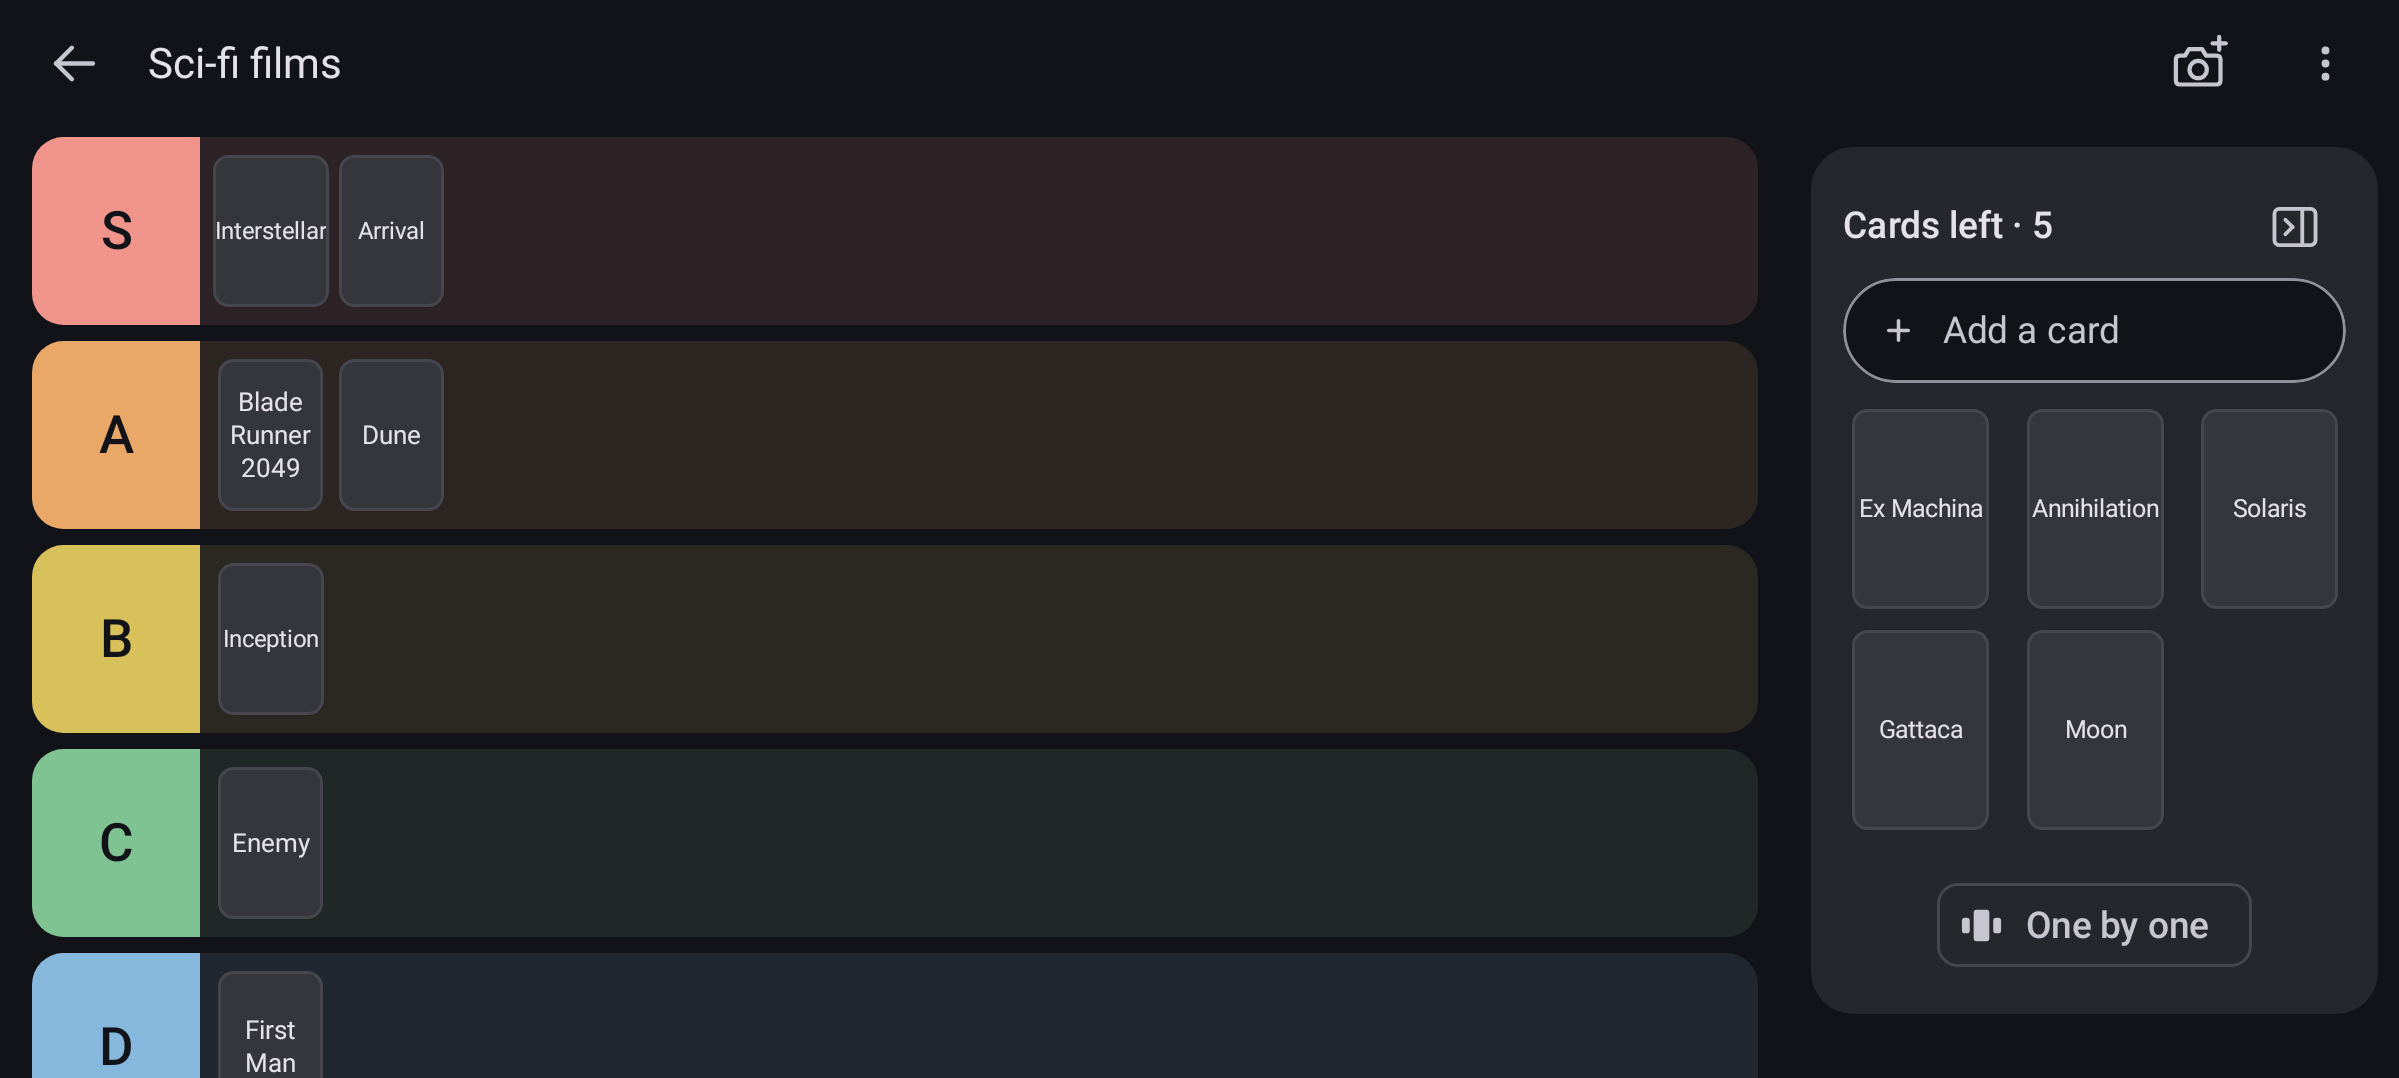 Sci-fi films
S
Interstellar
Arrival
A
Blade
Runner
2049
Dune
B
Inception
C
Enemy
D
First
Man
Cards left · 5
Add a card
Ex Machina
Annihilation
Solaris
Gattaca
Moon
One by one